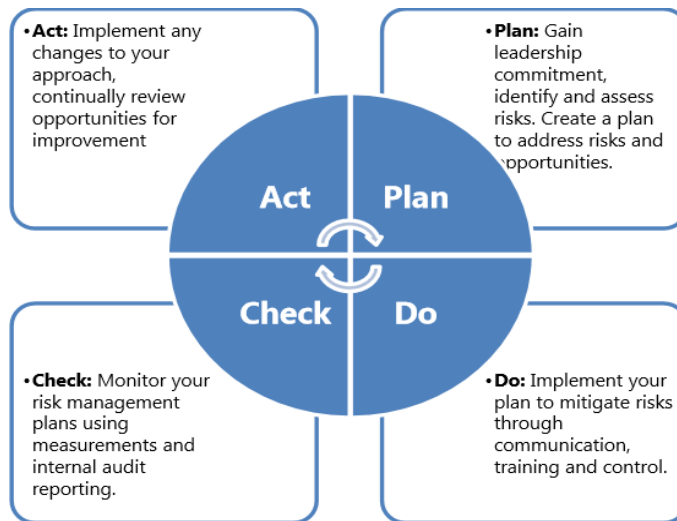 •Act: Implement any
changes to your
approach,
continually review
opportunities for
improvement
•Plan: Gain
leadership
commitment,
identify and assess
risks. Create a plan
to address risks and
opportunities.
Act
Plan
Check
Do
•Check: Monitor your
risk management
plans using
measurements and
internal audit
reporting.
•Do: Implement your
plan to mitigate risks
through
communication,
training and control.